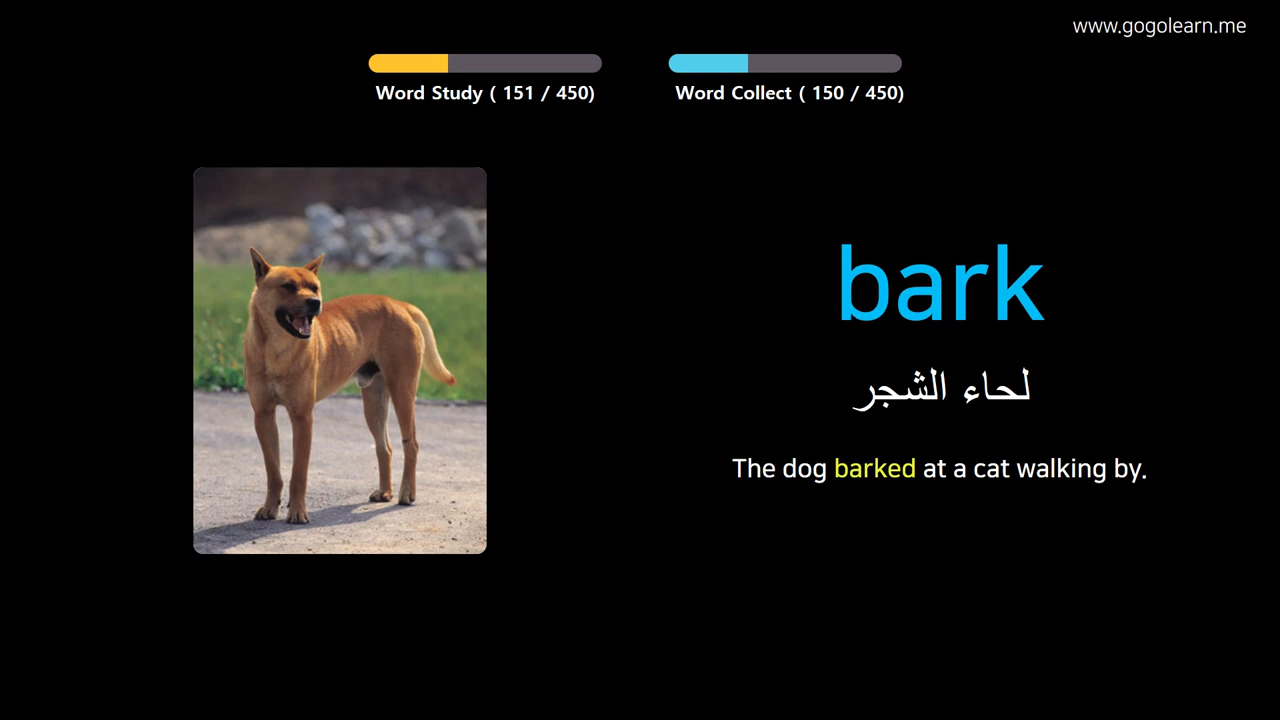 www.gogolearn.me
Word Study ( 151 / 450)
Word Collect ( 150 / 450)
bark
لحاء الشجر
The dog barked at a cat walking by.